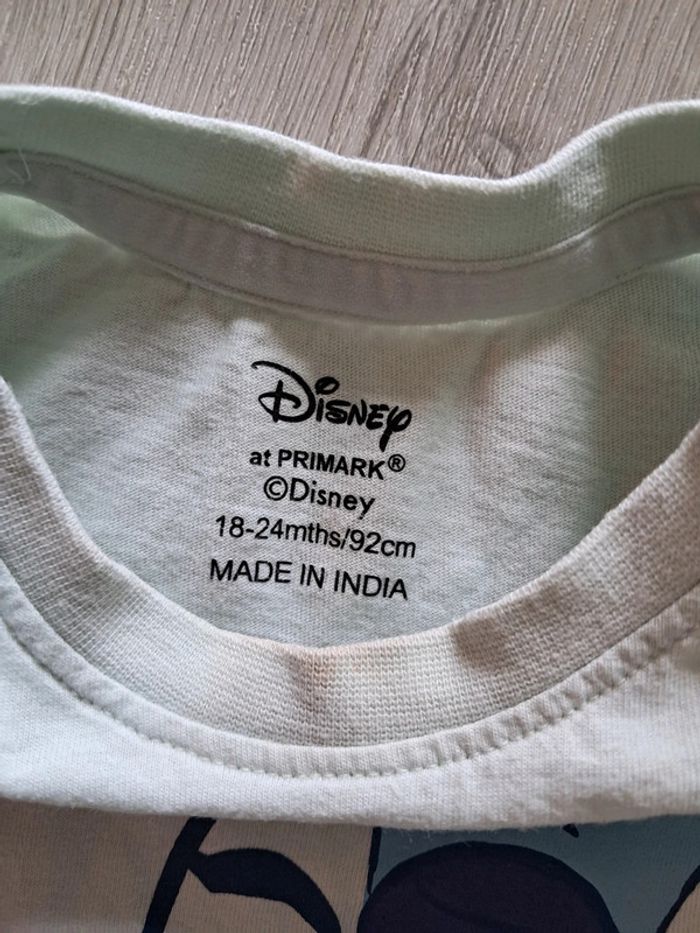 Disney
at PRIMARK®
©Disney
18-24mths/92cm
MADE IN INDIA